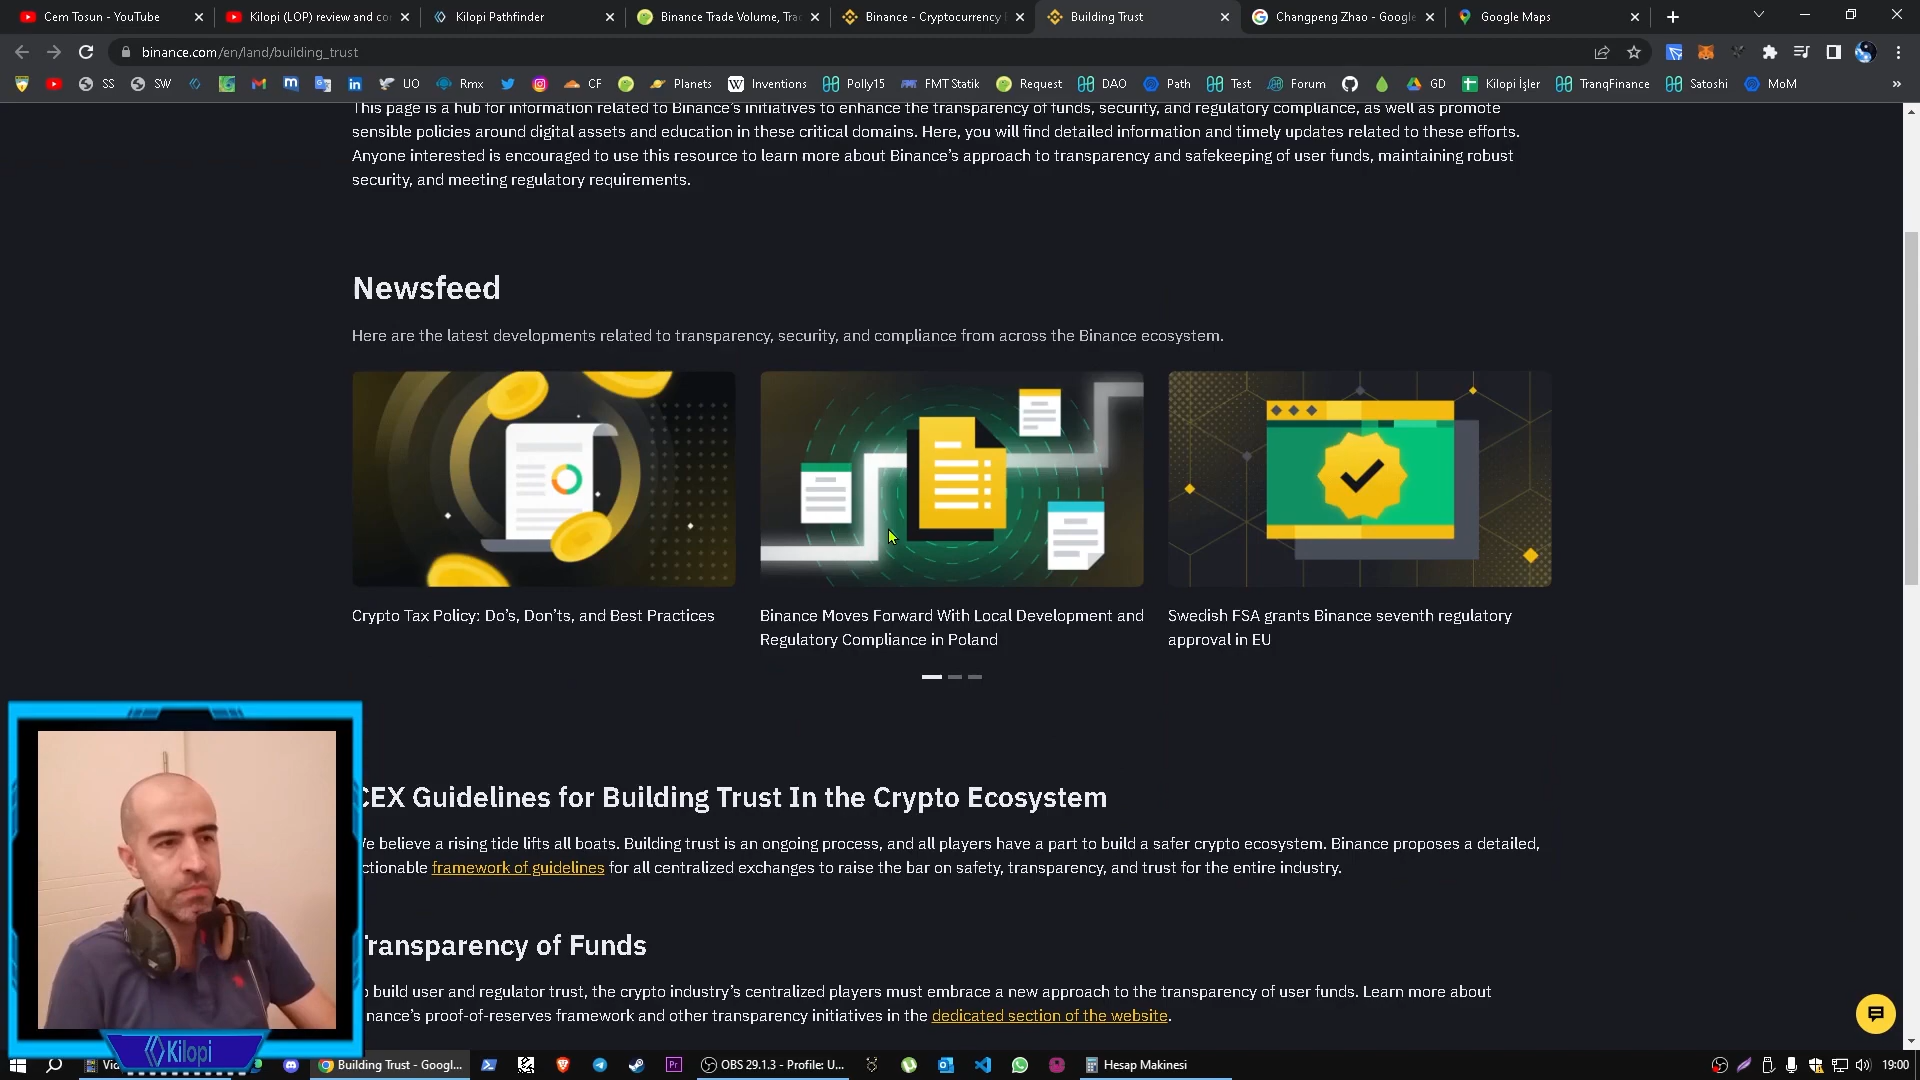 Cem Tosun - YouTube
Kilopi (LOP) review and co
Kilopi Pathfinder
Binance Trade Volume, Tra
Binance - Cryptocurrency
Building Trust
Changpeng Zhao - Google
Google Maps
binance.com/en/land/building_trust
SS
SW
UO
Rmx
CF
Planets
Inventions
Polly15
FMT Statik
Request
DAO
Path
Test
Forum
GD
Kilopi İşler
TranqFinance
Satoshi
MoM
This page is a hub for information related to Binance's initiatives to enhance the transparency of funds, security, and regulatory compliance, as well as promote
sensible policies around digital assets and education in these critical domains. Here, you will find detailed information and timely updates related to these efforts.
Anyone interested is encouraged to use this resource to learn more about Binance's approach to transparency and safekeeping of user funds, maintaining robust
security, and meeting regulatory requirements.
Newsfeed
Here are the latest developments related to transparency, security, and compliance from across the Binance ecosystem.
Crypto Tax Policy: Do's, Don'ts, and Best Practices
Binance Moves Forward With Local Development and
Regulatory Compliance in Poland
Swedish FSA grants Binance seventh regulatory
approval in EU
CEX Guidelines for Building Trust In the Crypto Ecosystem
We believe a rising tide lifts all boats. Building trust is an ongoing process, and all players have a part to build a safer crypto ecosystem. Binance proposes a detailed,
ctionable framework of guidelines for all centralized exchanges to raise the bar on safety, transparency, and trust for the entire industry.
Transparency of Funds
o build user and regulator trust, the crypto industry's centralized players must embrace a new approach to the transparency of user funds. Learn more about
inance's proof-of-reserves framework and other transparency initiatives in the dedicated section of the website.
Kilopi
Vid
Building Trust - Googl...
OBS 29.1.3 - Profile: U...
Hesap Makinesi
19:00